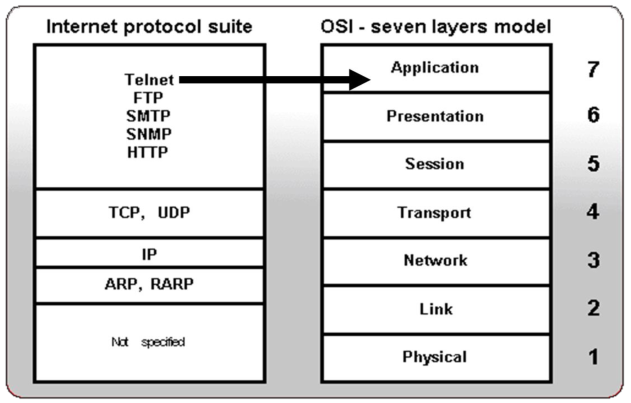 Internet protocol suite
Telnet
FTP
SMTP
SNMP
HTTP
TCP, UDP
IP
ARP, RARP
Not specified
OSI - seven layers model
Application 7
Presentation 6
Session 5
Transport 4
Network 3
Link 2
Physical 1